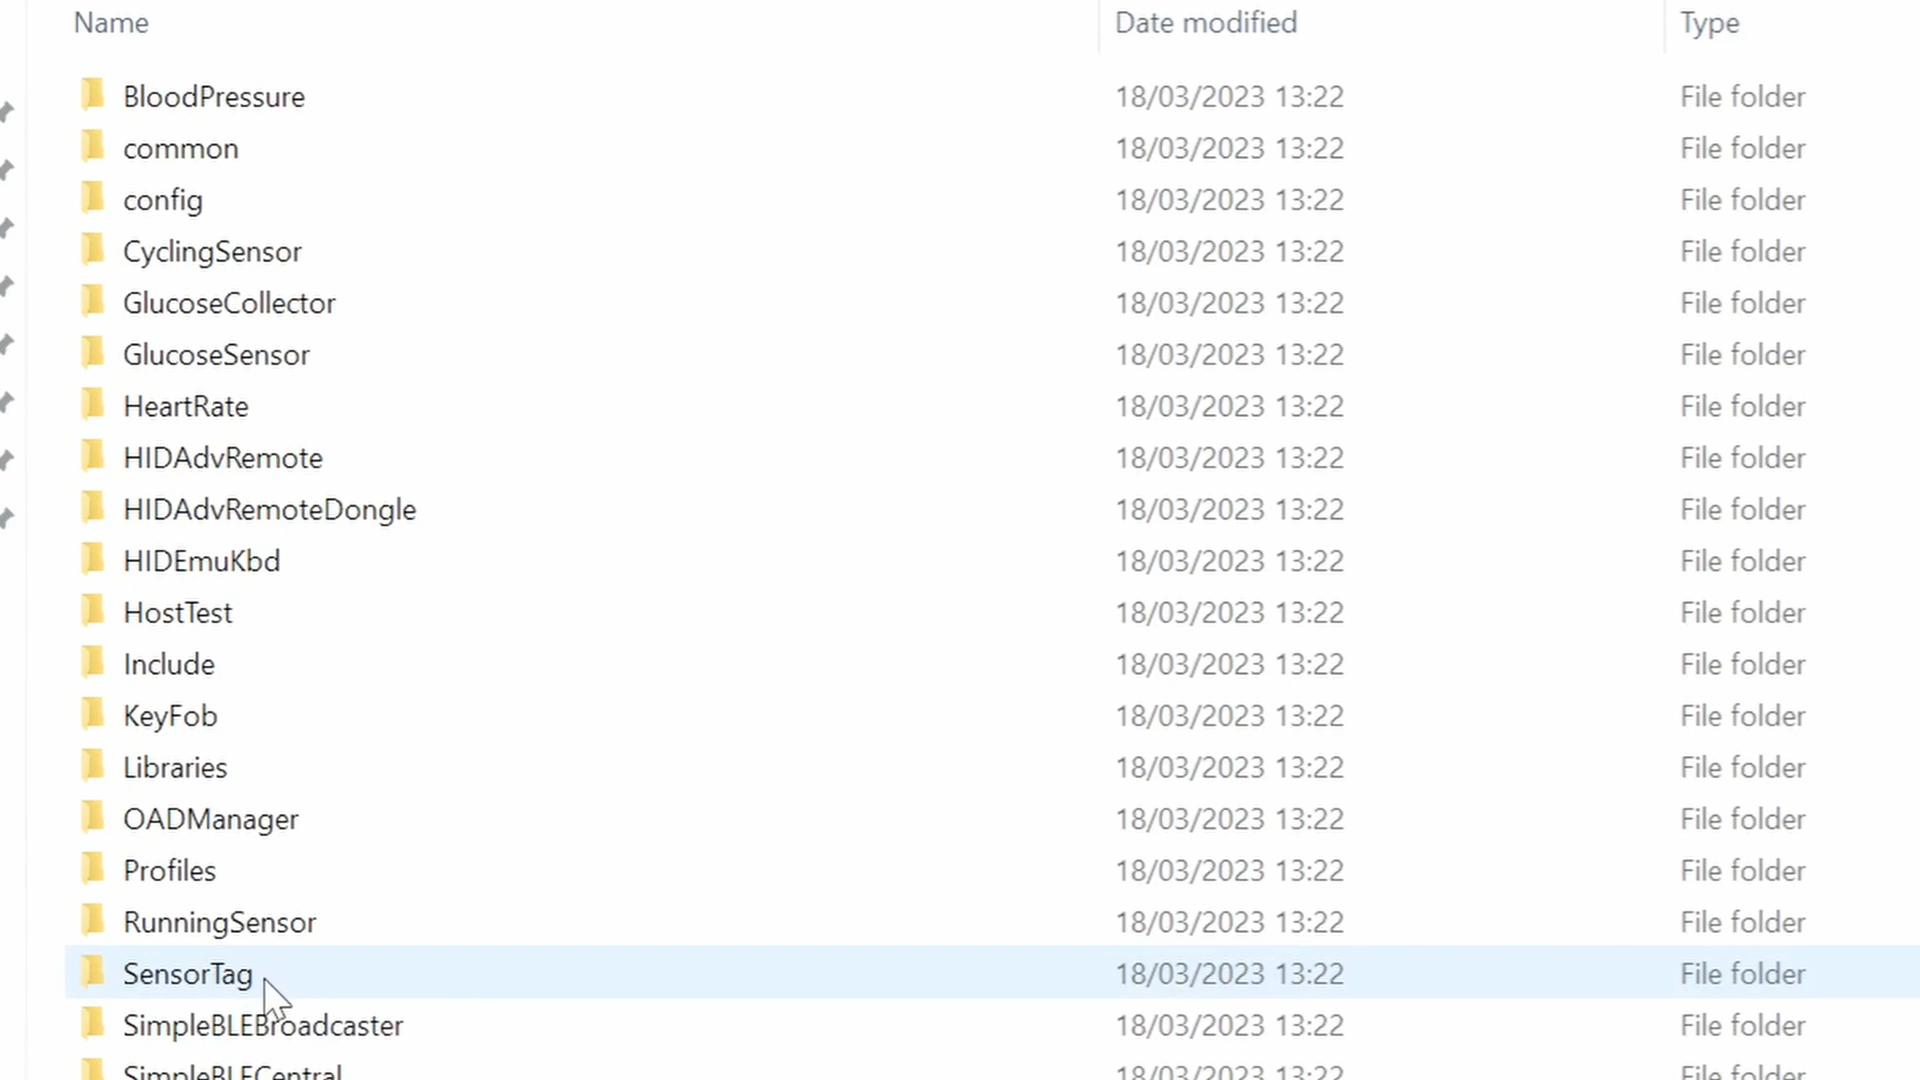 Name Date modified Type
BloodPressure 18/03/2023 13:22 File folder
common 18/03/2023 13:22 File folder
config 18/03/2023 13:22 File folder
CyclingSensor 18/03/2023 13:22 File folder
GlucoseCollector 18/03/2023 13:22 File folder
GlucoseSensor 18/03/2023 13:22 File folder
HeartRate 18/03/2023 13:22 File folder
HIDAdvRemote 18/03/2023 13:22 File folder
HIDAdvRemoteDongle 18/03/2023 13:22 File folder
HIDEmuKbd 18/03/2023 13:22 File folder
HostTest 18/03/2023 13:22 File folder
Include 18/03/2023 13:22 File folder
KeyFob 18/03/2023 13:22 File folder
Libraries 18/03/2023 13:22 File folder
OADManager 18/03/2023 13:22 File folder
Profiles 18/03/2023 13:22 File folder
RunningSensor 18/03/2023 13:22 File folder
SensorTag 18/03/2023 13:22 File folder
SimpleBLEBroadcaster 18/03/2023 13:22 File folder
SimpleBLECentral 18/03/2023 13:22 File folder